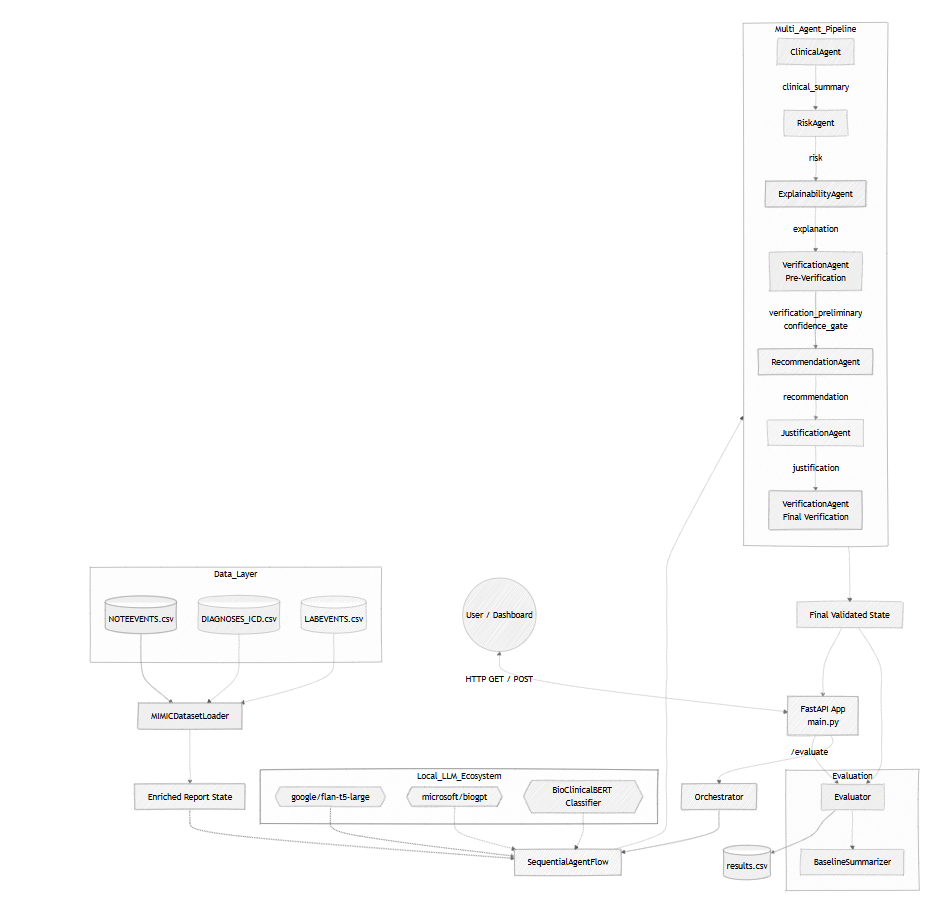 Multi_Agent_Pipeline
ClinicalAgent
clinical_summary
RiskAgent
risk
ExplainabilityAgent
explanation
VerificationAgent
Pre-Verification
verification_preliminary
confidence_gate
RecommendationAgent
recommendation
JustificationAgent
justification
VerificationAgent
Final Verification
Data_Layer
NOTEEVENTS.csv
DIAGNOSES_ICD.csv
LABEVENTS.csv
User / Dashboard
Final Validated State
HTTP GET / POST
MIMICDatasetLoader
FastAPI App
main.py
/evaluate
Local_LLM_Ecosystem
Evaluation
Enriched Report State
google/flan-t5-large
microsoft/biogpt
BioClinicalBERT
Classifier
Orchestrator
Evaluator
SequentialAgentFlow
results.csv
BaselineSummarizer